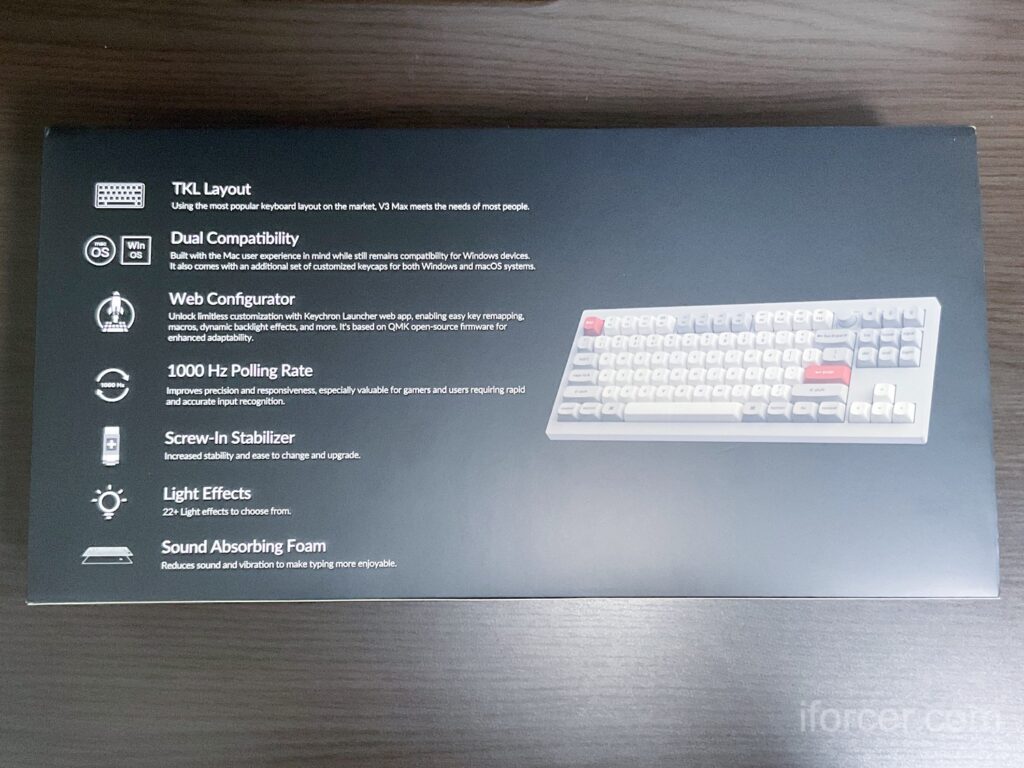 TKL Layout
Using the most popular keyboard layout on the market, V3 Max meets the needs of most people.
mac
OS
Win
OS
Dual Compatibility
Built with the Mac user experience in mind while still remains compatibility for Windows devices.
It also comes with an additional set of customized keycaps for both Windows and macOS systems.
Web Configurator
Unlock limitless customization with Keychron Launcher web app, enabling easy key remapping,
macros, dynamic backlight effects, and more. It's based on QMK open-source firmware for
enhanced adaptability.
1000 Hz
1000 Hz Polling Rate
Improves precision and responsiveness, especially valuable for gamers and users requiring rapid
and accurate input recognition.
Screw-In Stabilizer
Increased stability and ease to change and upgrade.
Light Effects
22+ Light effects to choose from.
Sound Absorbing Foam
Reduces sound and vibration to make typing more enjoyable.
iforcer.com